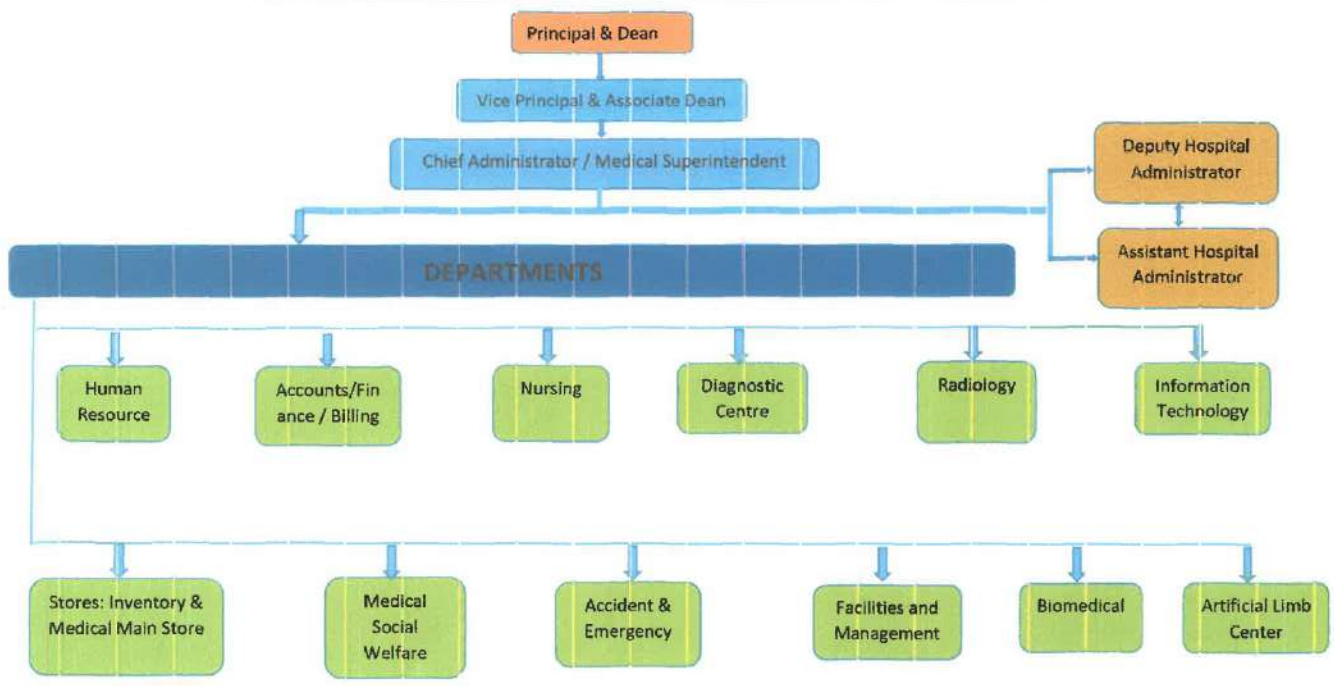 Principal & Dean
Vice Principal & Associate Dean
Chief Administrator / Medical Superintendent
Deputy Hospital
Administrator
Assistant Hospital
Administrator
DEPARTMENTS
Human
Resource
Accounts/Fin
ance / Billing
Nursing
Diagnostic
Centre
Radiology
Information
Technology
Stores: Inventory &
Medical Main Store
Medical
Social
Welfare
Accident &
Emergency
Facilities and
Management
Biomedical
Artificial Limb
Center